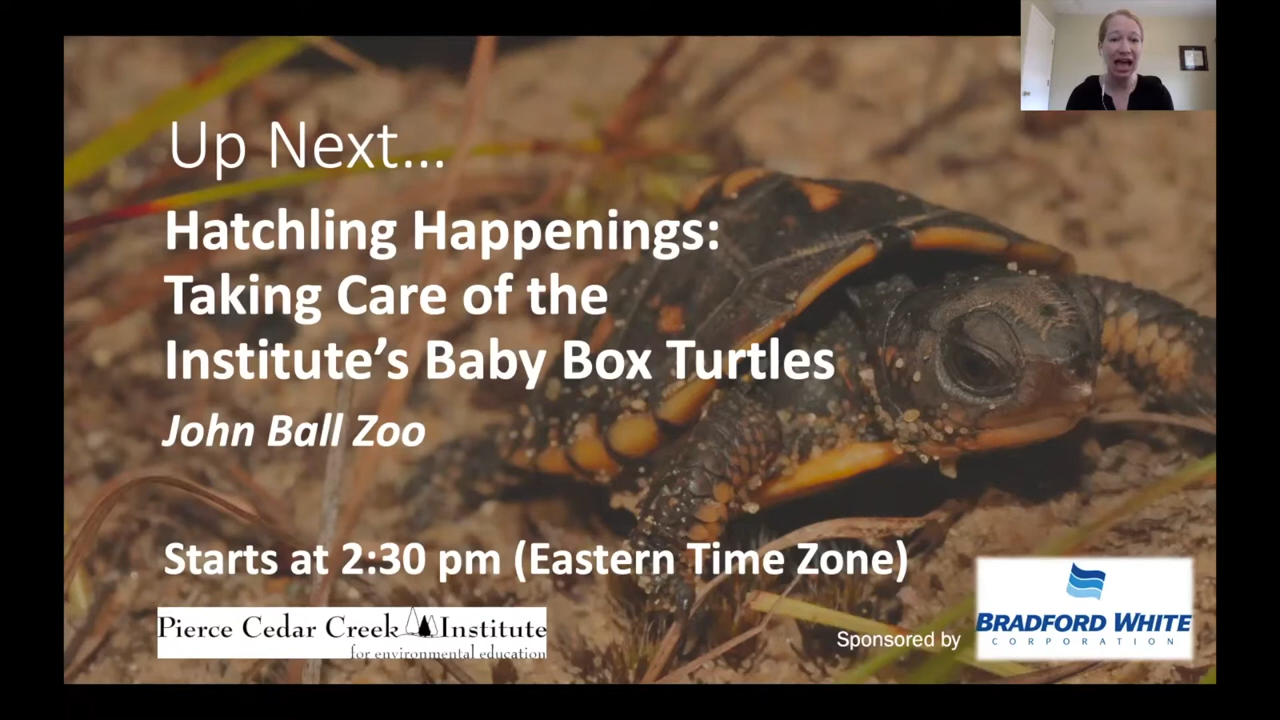 Up Next...
Hatchling Happenings:
Taking Care of the
Institute's Baby Box Turtles
John Ball Zoo
Starts at 2:30 pm (Eastern Time Zone)
Pierce Cedar Creek Institute
for environmental education
Sponsored by
BRADFORD WHITE
CORPORATION